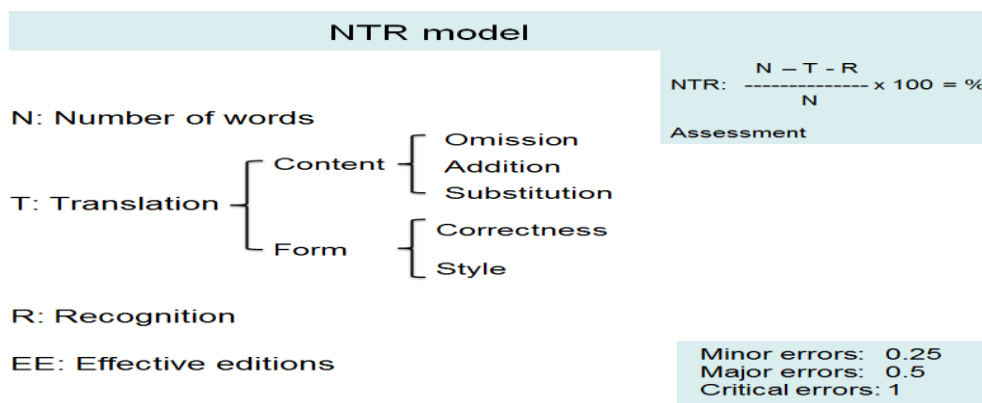 NTR model
N – T - R
NTR: --------------- x 100 = %
N
Assessment
N: Number of words
Omission
Content
Addition
Substitution
T: Translation
Correctness
Form
Style
R: Recognition
EE: Effective editions
Minor errors: 0.25
Major errors: 0.5
Critical errors: 1